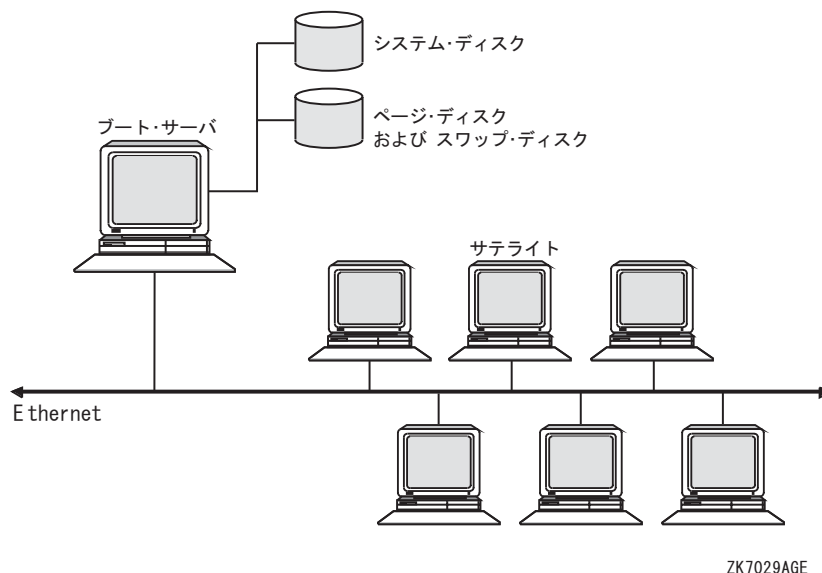 システム・ディスク
ページ・ディスク
および スワップ・ディスク
ブート・サーバ
サテライト
Ethernet
ZK7029AGE